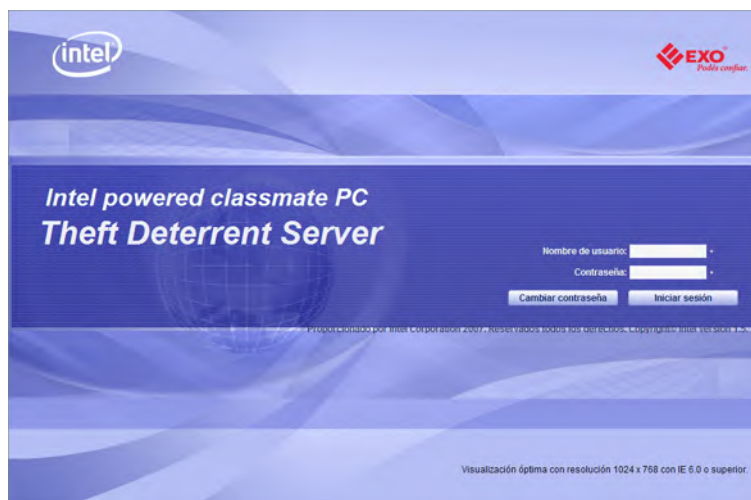 intel
EXO
Podés confiar.
Intel powered classmate PC
Theft Deterrent Server
Nombre de usuario:
Contraseña:
Cambiar contraseña Iniciar sesión
Proporcionado por Intel Corporation 2007. Reservados todos los derechos. Copyright© Intel version 1.5.
Visualización óptima con resolución 1024 x 768 con IE 6.0 o superior.